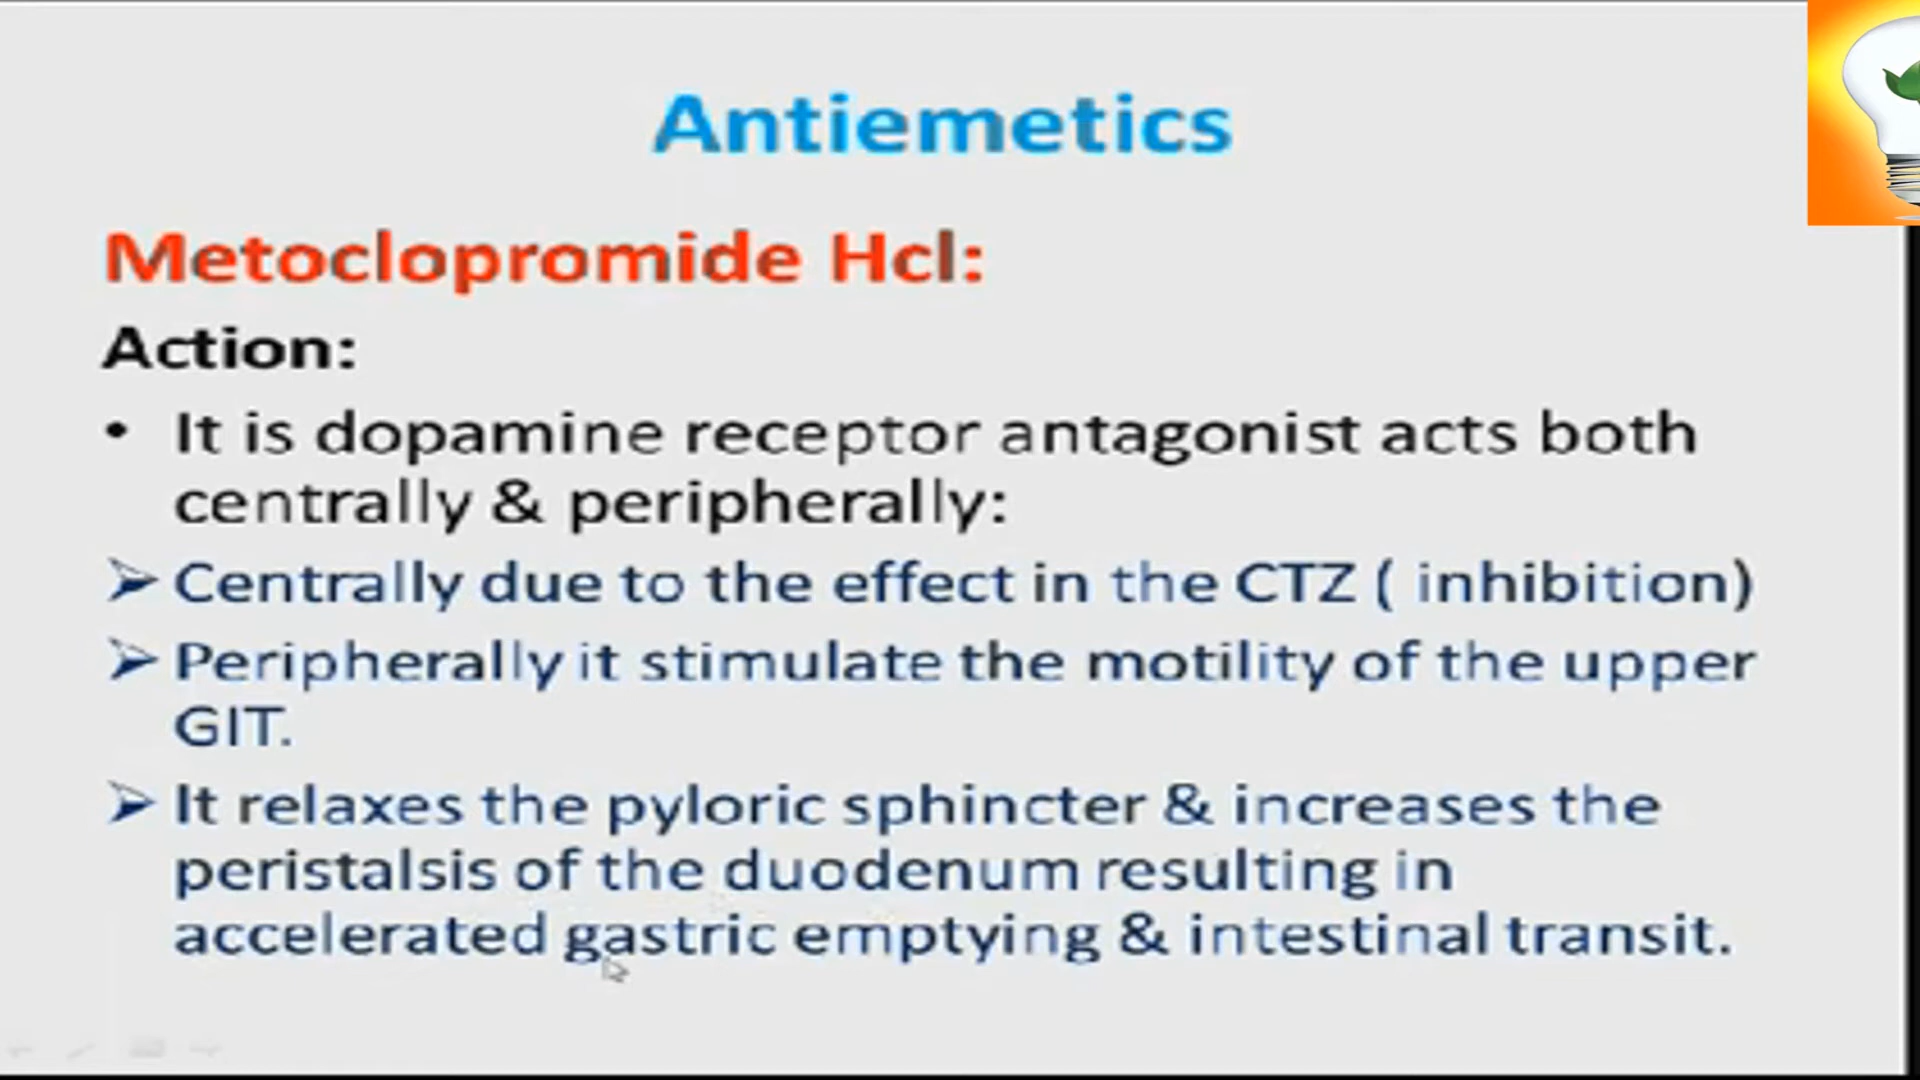 Antiemetics
Metoclopromide Hcl:
Action:
• It is dopamine receptor antagonist acts both
centrally & peripherally:
➢ Centrally due to the effect in the CTZ ( inhibition)
➢ Peripherally it stimulate the motility of the upper
GIT.
➢ It relaxes the pyloric sphincter & increases the
peristalsis of the duodenum resulting in
accelerated gastric emptying & intestinal transit.